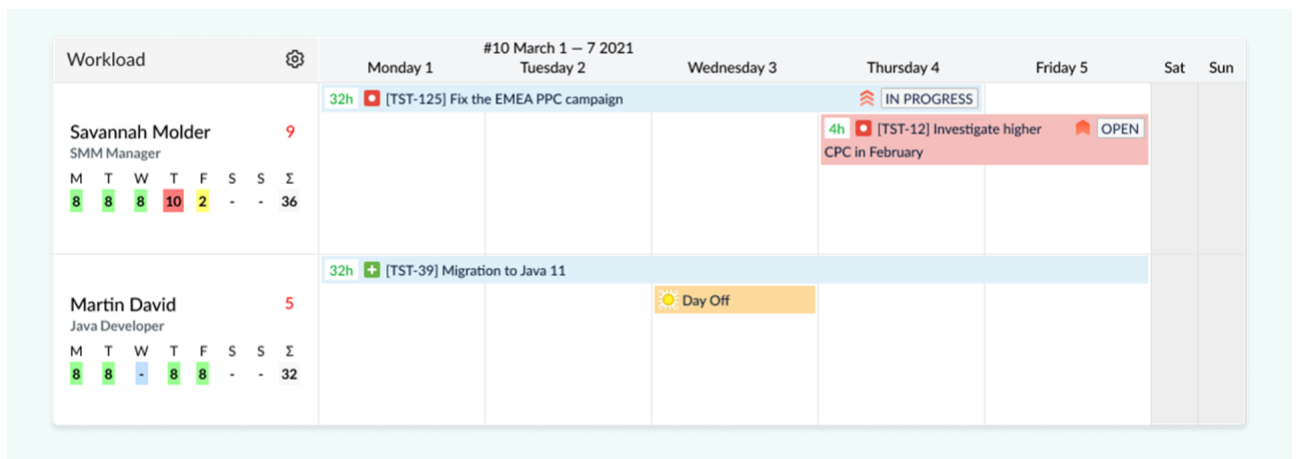 Workload
#10 March 1 — 7 2021
Monday 1 Tuesday 2 Wednesday 3 Thursday 4 Friday 5 Sat Sun
Savannah Molder 9
SMM Manager
M T W T F S S Σ
8 8 8 10 2 - - 36
32h [TST-125] Fix the EMEA PPC campaign IN PROGRESS
4h [TST-12] Investigate higher OPEN
CPC in February
Martin David 5
Java Developer
M T W T F S S Σ
8 8 - 8 8 - - 32
32h [TST-39] Migration to Java 11
Day Off